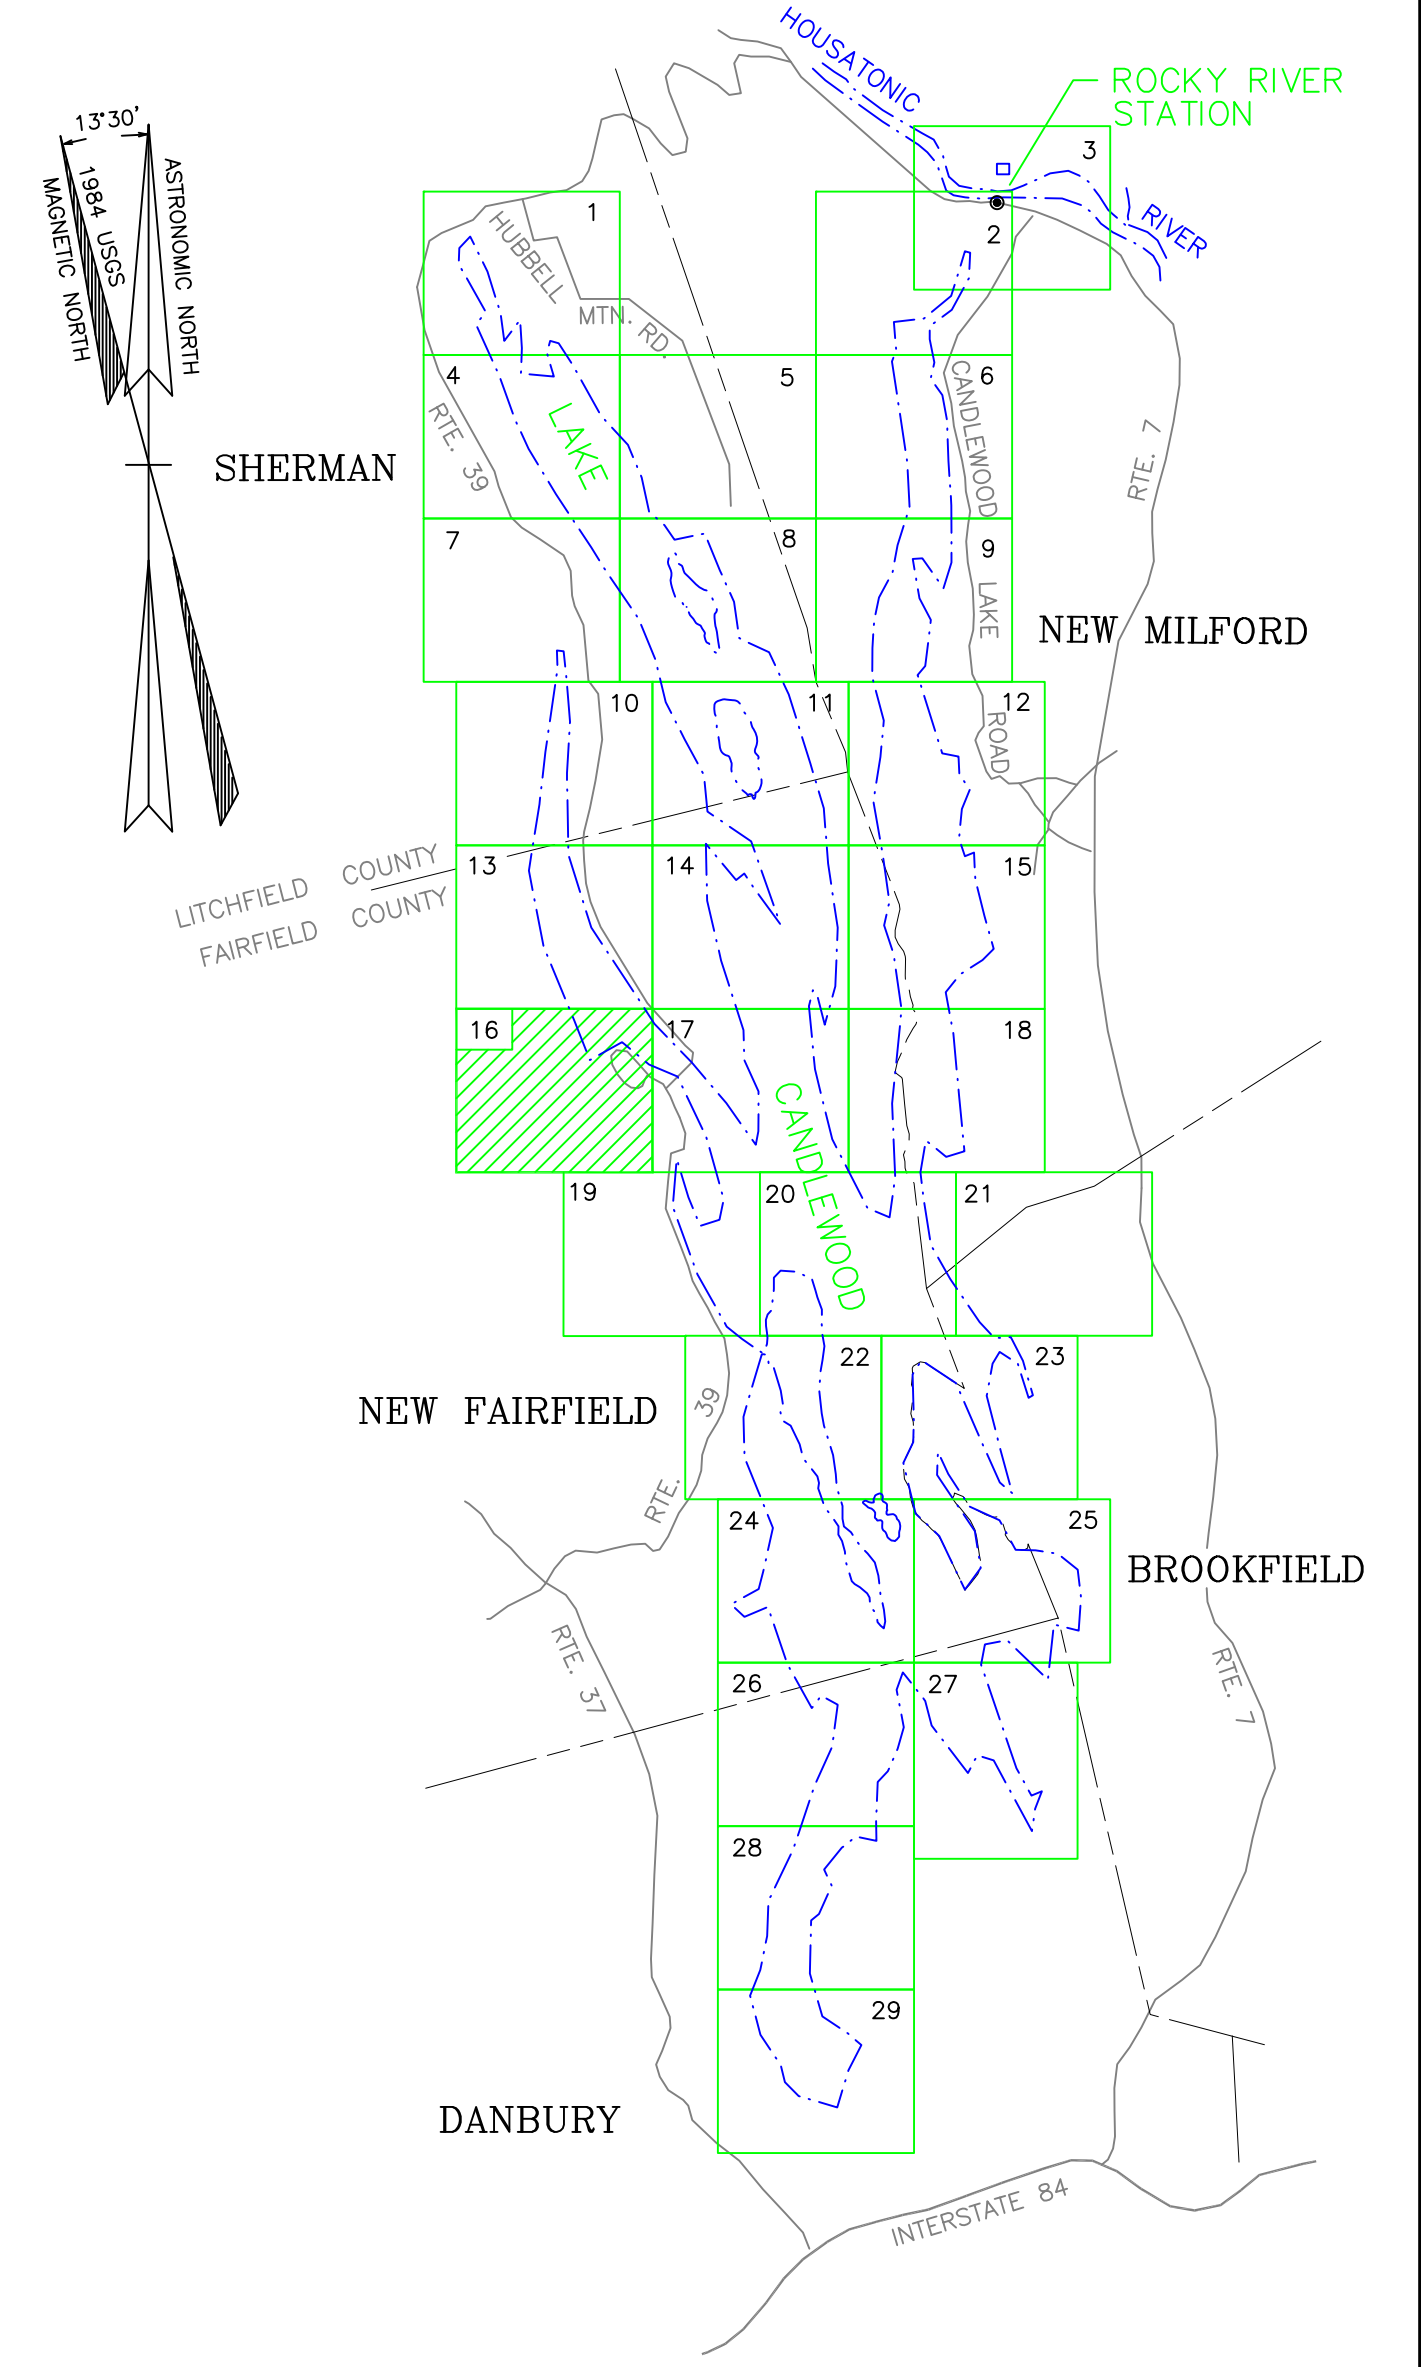 HOUSATONIC
ROCKY RIVER
STATION
13°30'
1984 USGS
MAGNETIC NORTH
ASTRONOMIC NORTH
3
1
2
RIVER
HUBBELL
MTN. RD.
4
5
6
RTE. 39
LAKE
CANDLEWOOD
RTE. 7
SHERMAN
7
8
9
LAKE
NEW MILFORD
10
11
12
ROAD
LITCHFIELD COUNTY
FAIRFIELD COUNTY
13
14
15
16
17
18
CANDLEWOOD
19
20
21
22
23
NEW FAIRFIELD
RTE. 39
24
25
BROOKFIELD
RTE. 37
26
27
RTE. 7
28
29
DANBURY
INTERSTATE 84